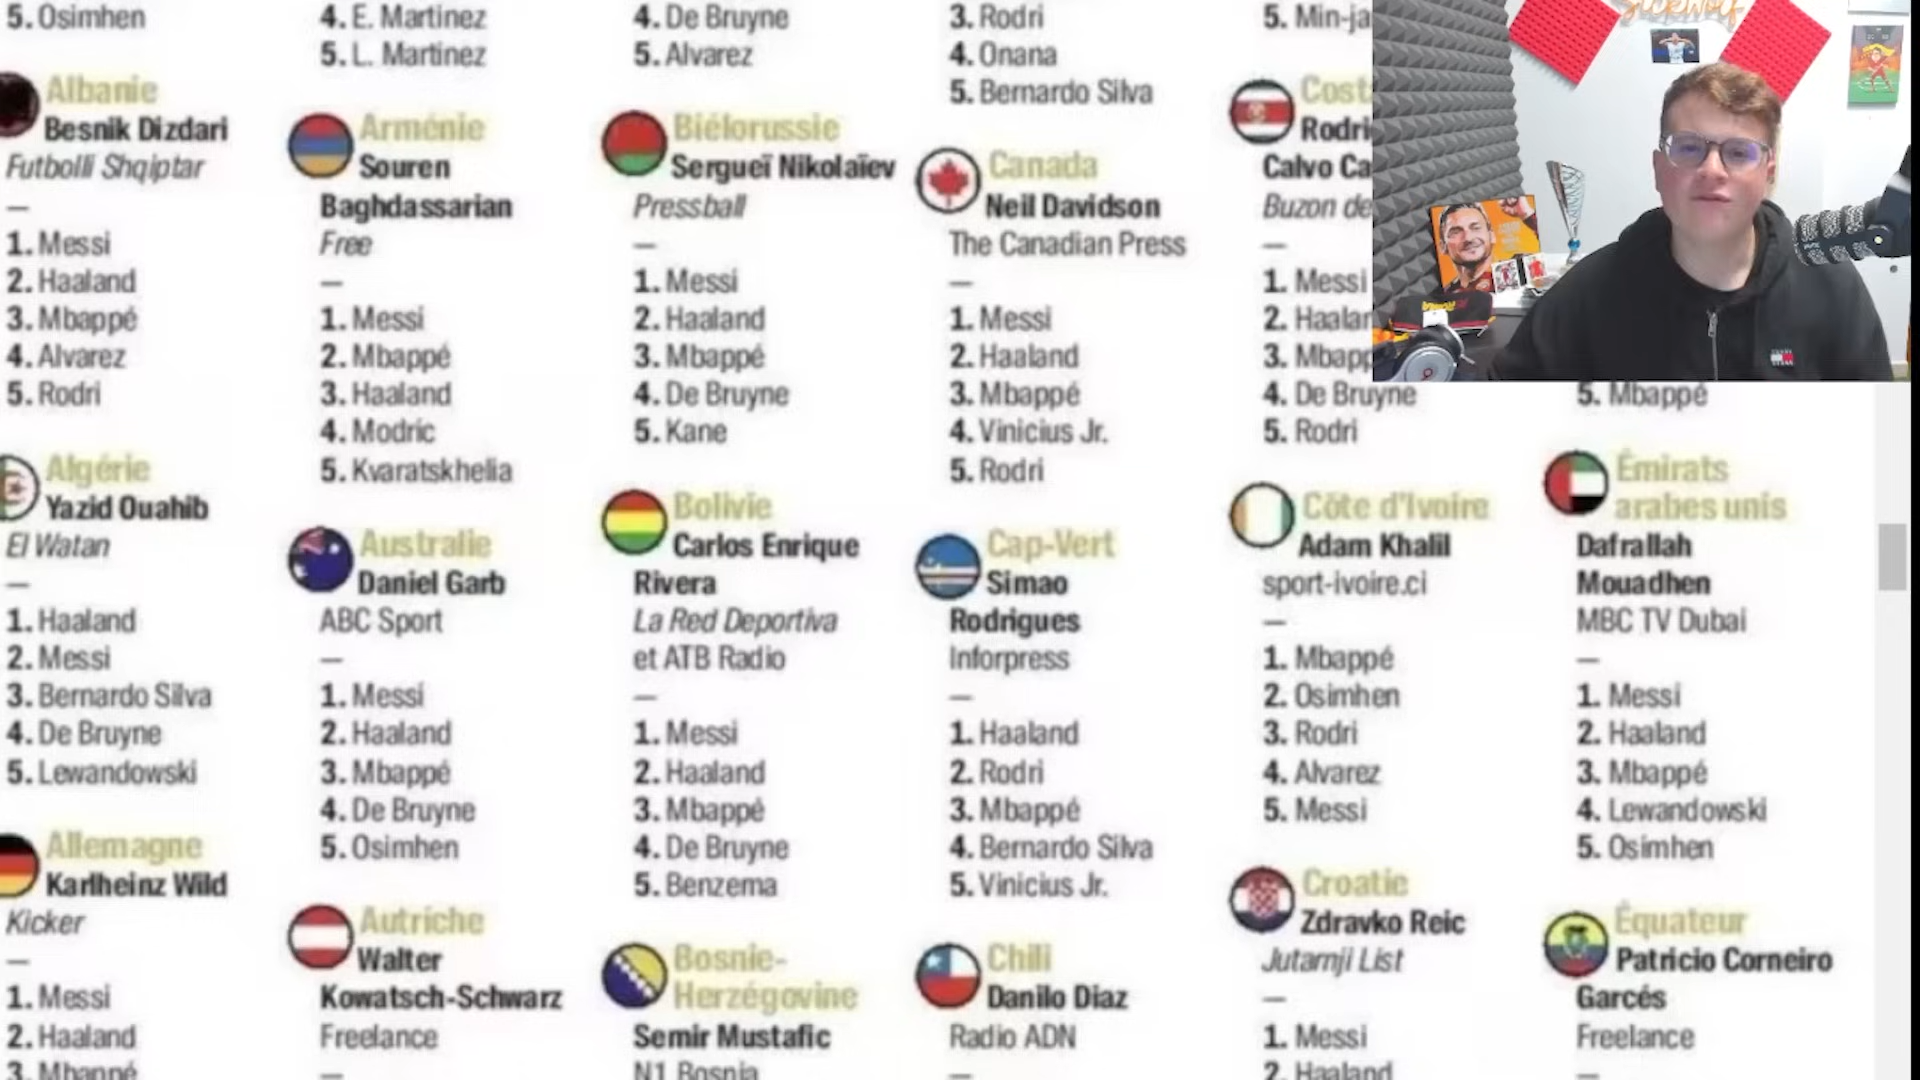 5. Osimhen
Albanie
Besnik Dizdari
Futbolli Shqiptar
—
1. Messi
2. Haaland
3. Mbappé
4. Alvarez
5. Rodri
Algérie
Yazid Ouahib
El Watan
—
1. Haaland
2. Messi
3. Bernardo Silva
4. De Bruyne
5. Lewandowski
Allemagne
Karlheinz Wild
Kicker
—
1. Messi
2. Haaland
3. Mbappé
4. E. Martinez
5. L. Martinez
Arménie
Souren
Baghdassarian
Free
—
1. Messi
2. Mbappé
3. Haaland
4. Modric
5. Kvaratskhelia
Australie
Daniel Garb
ABC Sport
—
1. Messi
2. Haaland
3. Mbappé
4. De Bruyne
5. Osimhen
Autriche
Walter
Kowatsch-Schwarz
Freelance
—
4. De Bruyne
5. Alvarez
Biélorussie
Sergueï Nikolaïev
Pressball
—
1. Messi
2. Haaland
3. Mbappé
4. De Bruyne
5. Kane
Bolivie
Carlos Enrique
Rivera
La Red Deportiva
et ATB Radio
—
1. Messi
2. Haaland
3. Mbappé
4. De Bruyne
5. Benzema
Bosnie-
Herzégovine
Semir Mustafic
N1 Bosnia
3. Rodri
4. Onana
5. Bernardo Silva
Canada
Neil Davidson
The Canadian Press
—
1. Messi
2. Haaland
3. Mbappé
4. Vinicius Jr.
5. Rodri
Cap-Vert
Simao
Rodrigues
Inforpress
—
1. Haaland
2. Rodri
3. Mbappé
4. Bernardo Silva
5. Vinicius Jr.
Chili
Danilo Diaz
Radio ADN
—
5. Min-ja
Cost
Rodri
Calvo Ca
Buzon de
—
1. Messi
2. Haalan
3. Mbapp
4. De Bruyne
5. Rodri
Côte d'Ivoire
Adam Khalil
sport-ivoire.ci
—
1. Mbappé
2. Osimhen
3. Rodri
4. Alvarez
5. Messi
Croatie
Zdravko Reic
Jutarnji List
—
1. Messi
2. Haaland
5. Mbappé
Émirats
arabes unis
Dafrallah
Mouadhen
MBC TV Dubai
—
1. Messi
2. Haaland
3. Mbappé
4. Lewandowski
5. Osimhen
Équateur
Patricio Corneiro
Garcés
Freelance
—